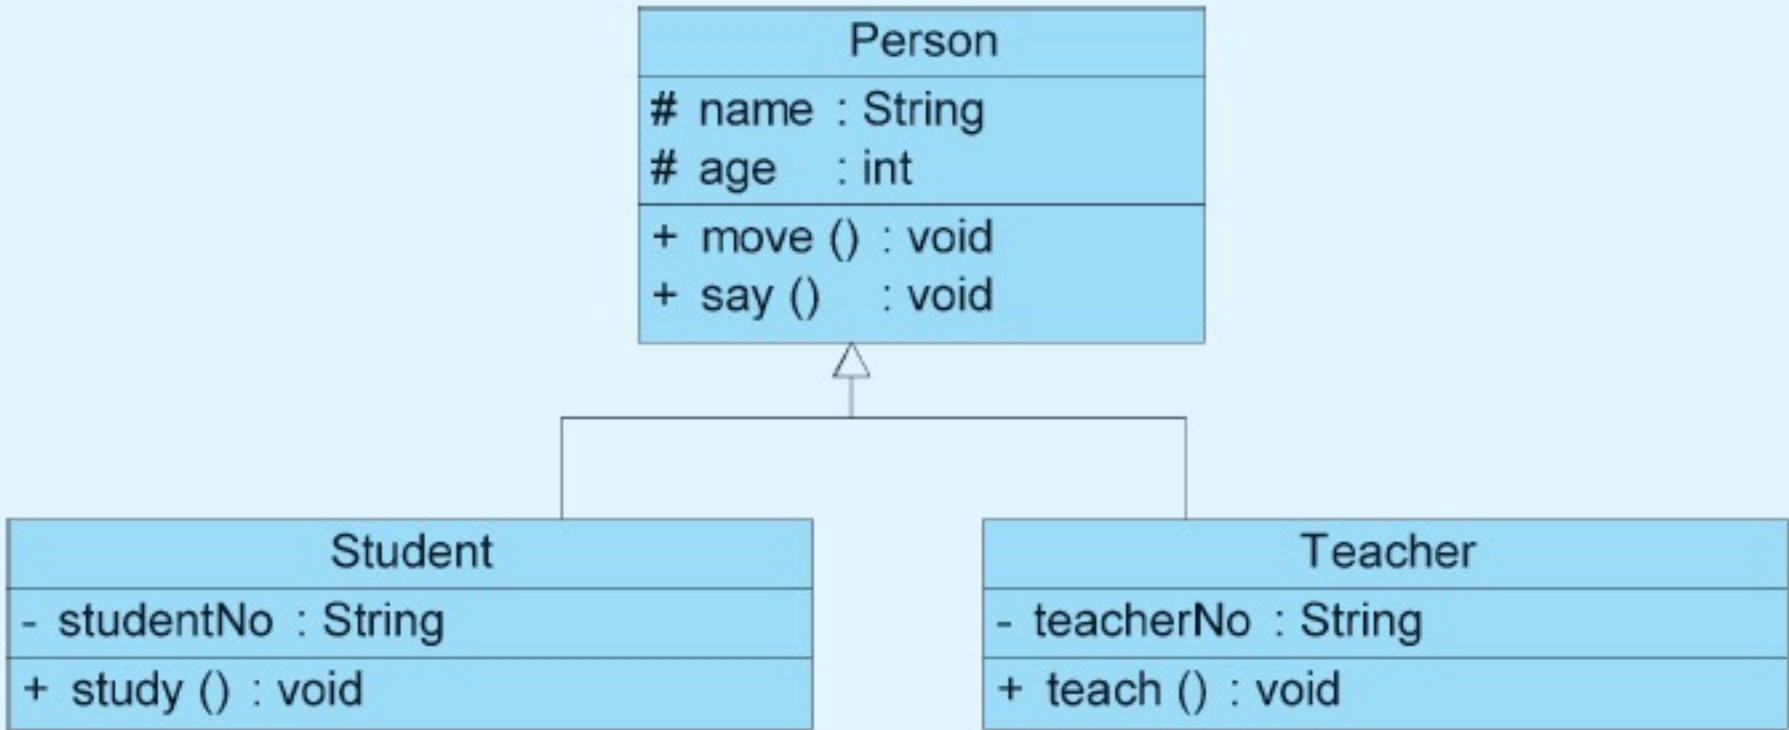 Person
# name : String
# age : int
+ move () : void
+ say () : void
Student
- studentNo : String
+ study () : void
Teacher
- teacherNo : String
+ teach () : void